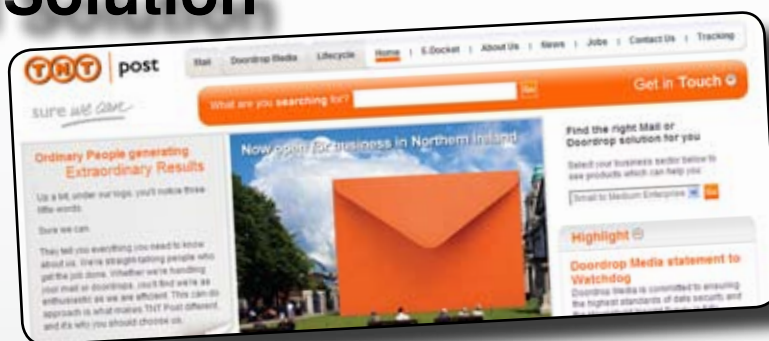 Solution
TNT post
sure we can
Mail Doordrop Media Lifecycle Home | E-Docket | About Us | News | Jobs | Contact Us | Tracking
What are you searching for? Go
Get in Touch
Ordinary People generating
Extraordinary Results
Up a bit, under our logo, you'll notice three
little words.
Sure we can.
They tell you everything you need to know
about us. We're straight-talking people who
get the job done. Whether we're handling
your mail or doordrops, you'll find we're as
enthusiastic as we are efficient. This can do
approach is what makes TNT Post different
and it's why you should choose us.
Now open for business in Northern Ireland
Find the right Mail or
Doordrop solution for you
Select your business sector below to
see products which can help you
Small to Medium Enterprise Go
Highlight
Doordrop Media statement to
Watchdog
Doordrop Media is committed to ensuring
the highest standards of data security and